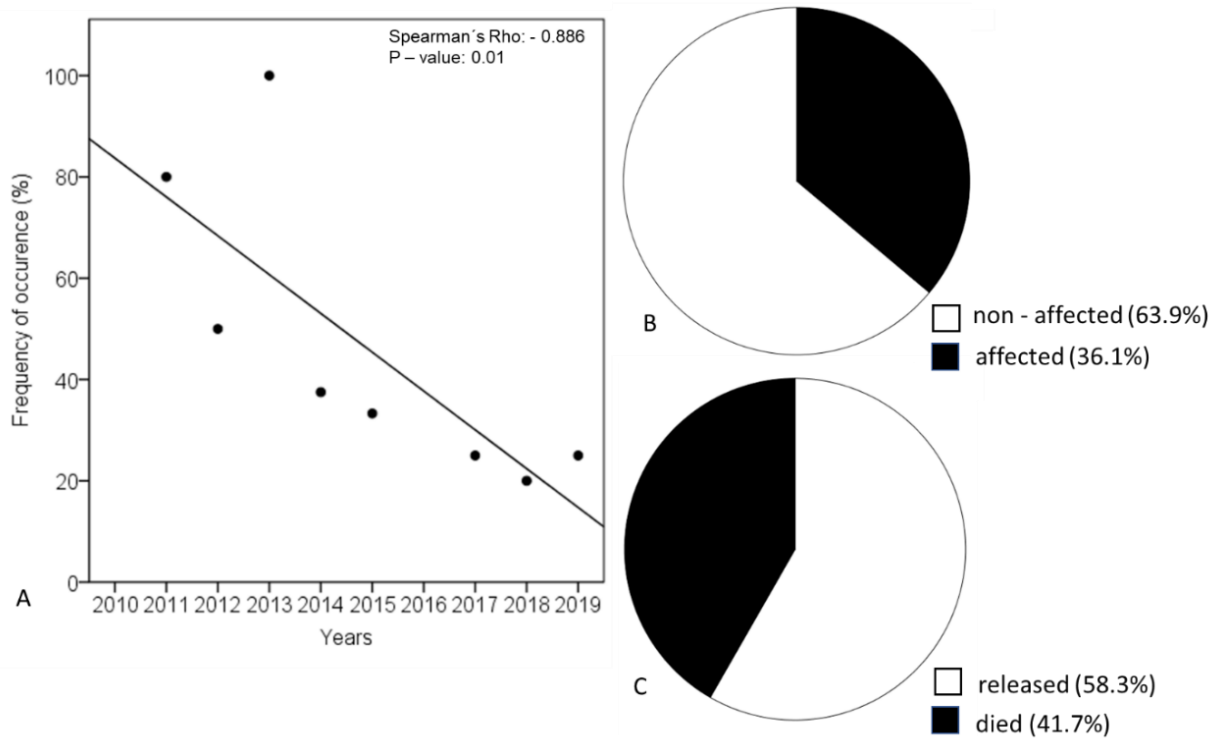 Spearman´s Rho: - 0.886
P – value: 0.01
Frequency of occurence (%)
100
80
60
40
20
0
2010 2011 2012 2013 2014 2015 2016 2017 2018 2019
Years
A
B
non - affected (63.9%)
affected (36.1%)
C
released (58.3%)
died (41.7%)